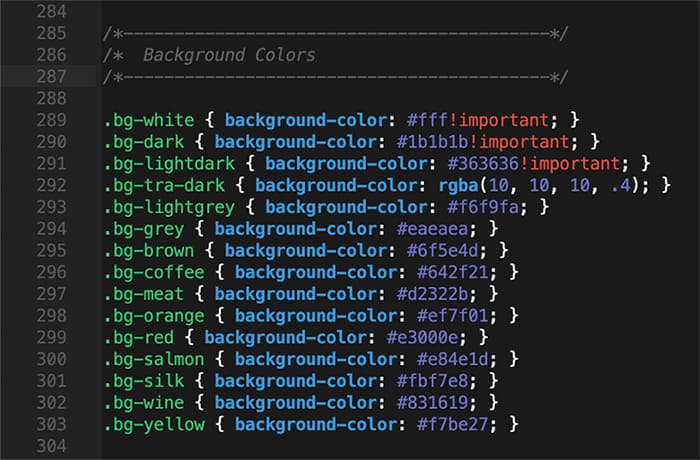 284
285 /*------------------------------------------*/
286 /*  Background Colors
287 /*------------------------------------------*/
288
289 .bg-white { background-color: #fff!important; }
290 .bg-dark { background-color: #1b1b1b!important; }
291 .bg-lightdark { background-color: #363636!important; }
292 .bg-tra-dark { background-color: rgba(10, 10, 10, .4); }
293 .bg-lightgrey { background-color: #f6f9fa; }
294 .bg-grey { background-color: #eaeaea; }
295 .bg-brown { background-color: #6f5e4d; }
296 .bg-coffee { background-color: #642f21; }
297 .bg-meat { background-color: #d2322b; }
298 .bg-orange { background-color: #ef7f01; }
299 .bg-red { background-color: #e3000e; }
300 .bg-salmon { background-color: #e84e1d; }
301 .bg-silk { background-color: #fbf7e8; }
302 .bg-wine { background-color: #831619; }
303 .bg-yellow { background-color: #f7be27; }
304